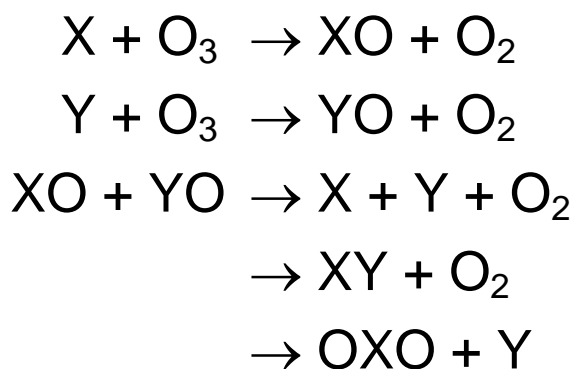 X + O₃ → XO + O₂
Y + O₃ → YO + O₂
XO + YO → X + Y + O₂
→ XY + O₂
→ OXO + Y